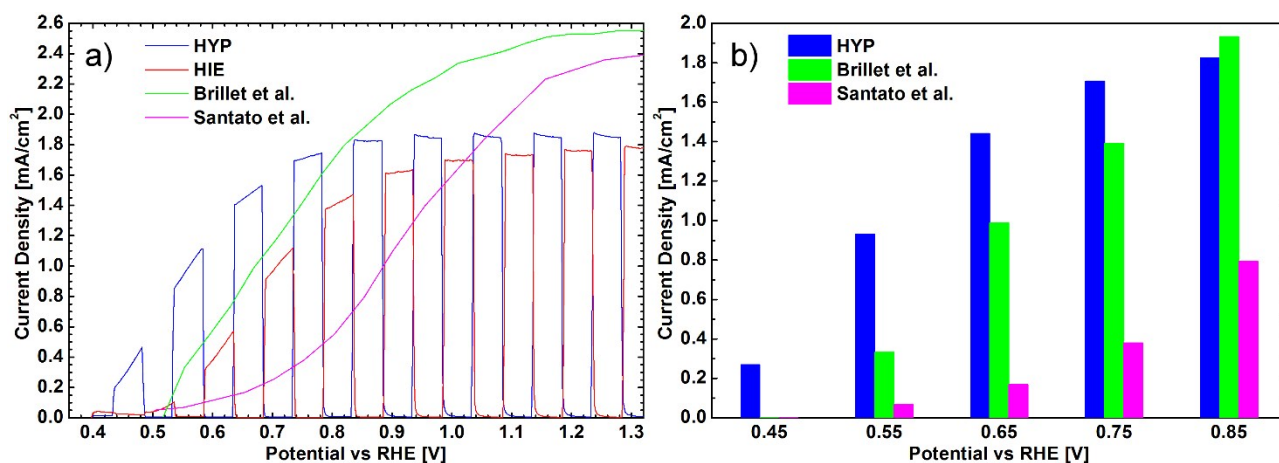 a)
HYP
HIE
Brillet et al.
Santato et al.
Current Density [mA/cm²]
2.6
2.4
2.2
2.0
1.8
1.6
1.4
1.2
1.0
0.8
0.6
0.4
0.2
0.0
0.4 0.5 0.6 0.7 0.8 0.9 1.0 1.1 1.2 1.3
Potential vs RHE [V]
b)
HYP
Brillet et al.
Santato et al.
Current Density [mA/cm²]
2.0
1.8
1.6
1.4
1.2
1.0
0.8
0.6
0.4
0.2
0.0
0.45 0.55 0.65 0.75 0.85
Potential vs RHE [V]